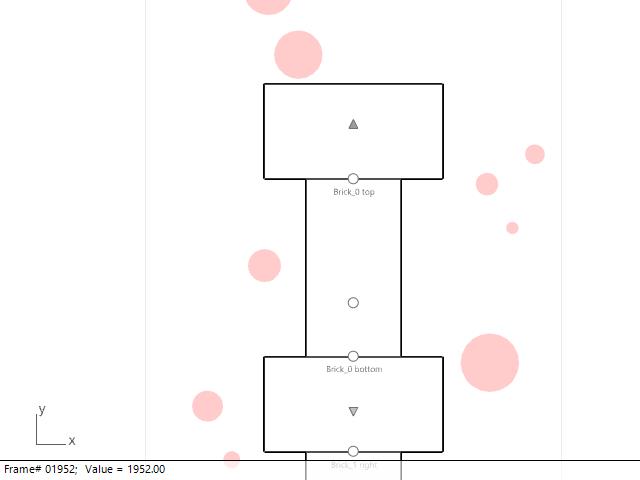 Brick_0 top
Brick_0 bottom
y
x
Brick_1 right
Frame# 01952; Value = 1952.00